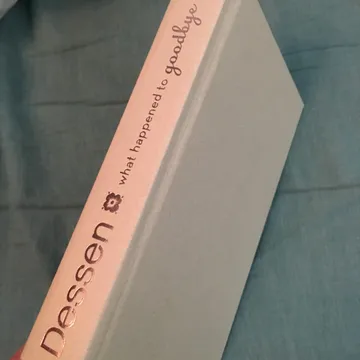 Dessen
what happened to goodbye